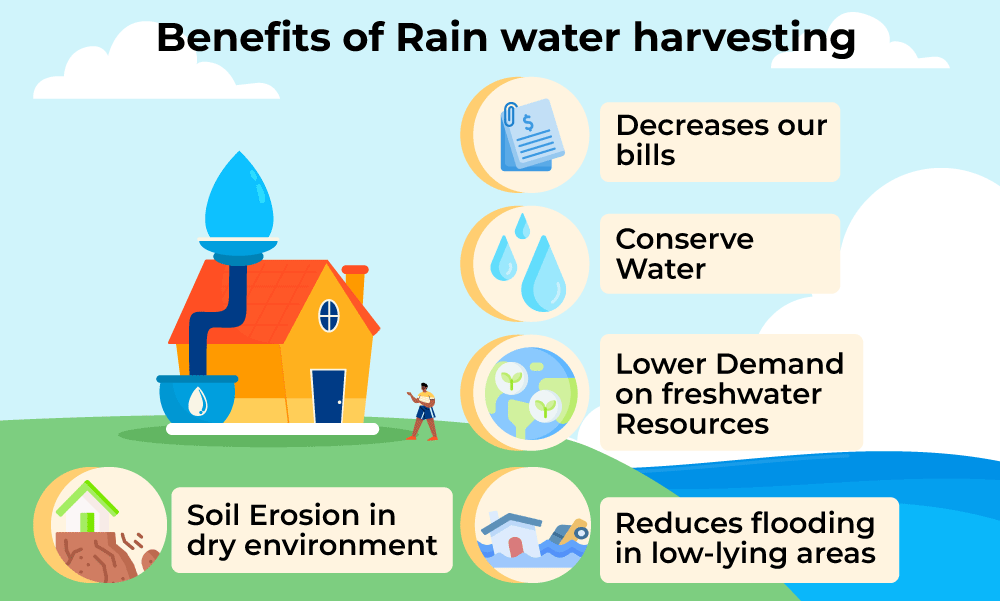 Benefits of Rain water harvesting
$
Decreases our
bills
Conserve
Water
Lower Demand
on freshwater
Resources
Soil Erosion in
dry environment
Reduces flooding
in low-lying areas